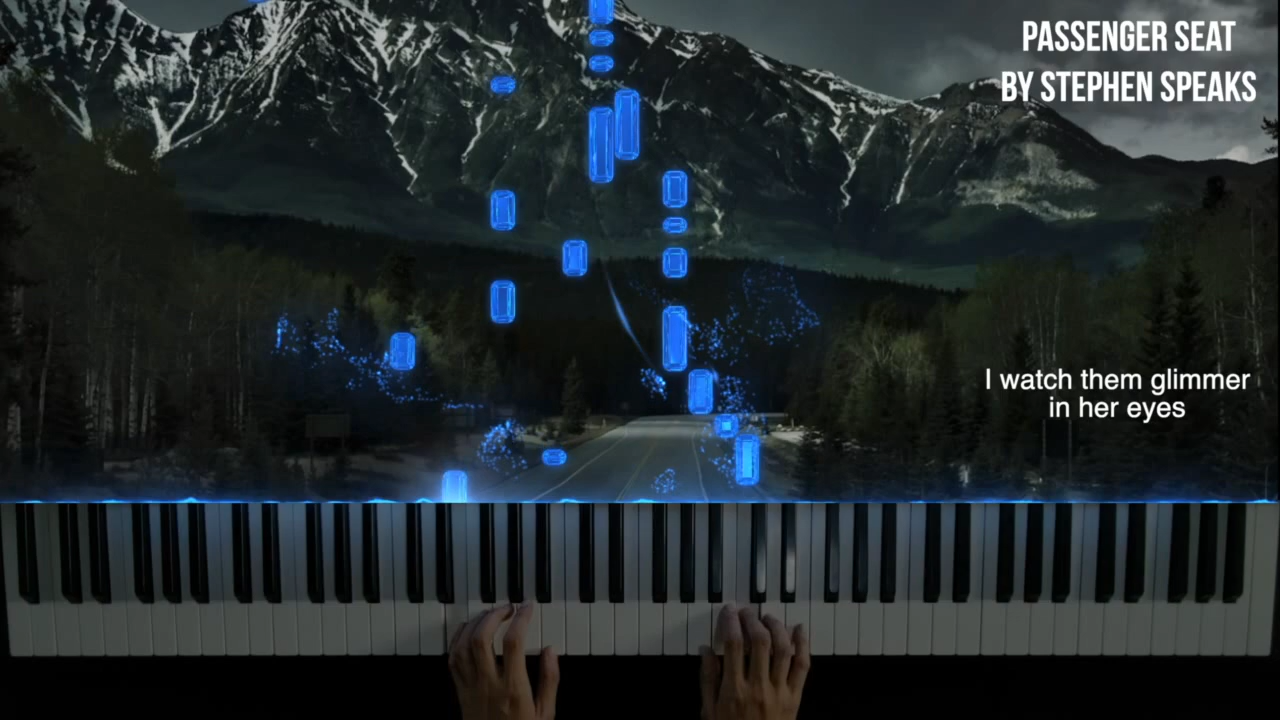 PASSENGER SEAT
BY STEPHEN SPEAKS
I watch them glimmer
in her eyes